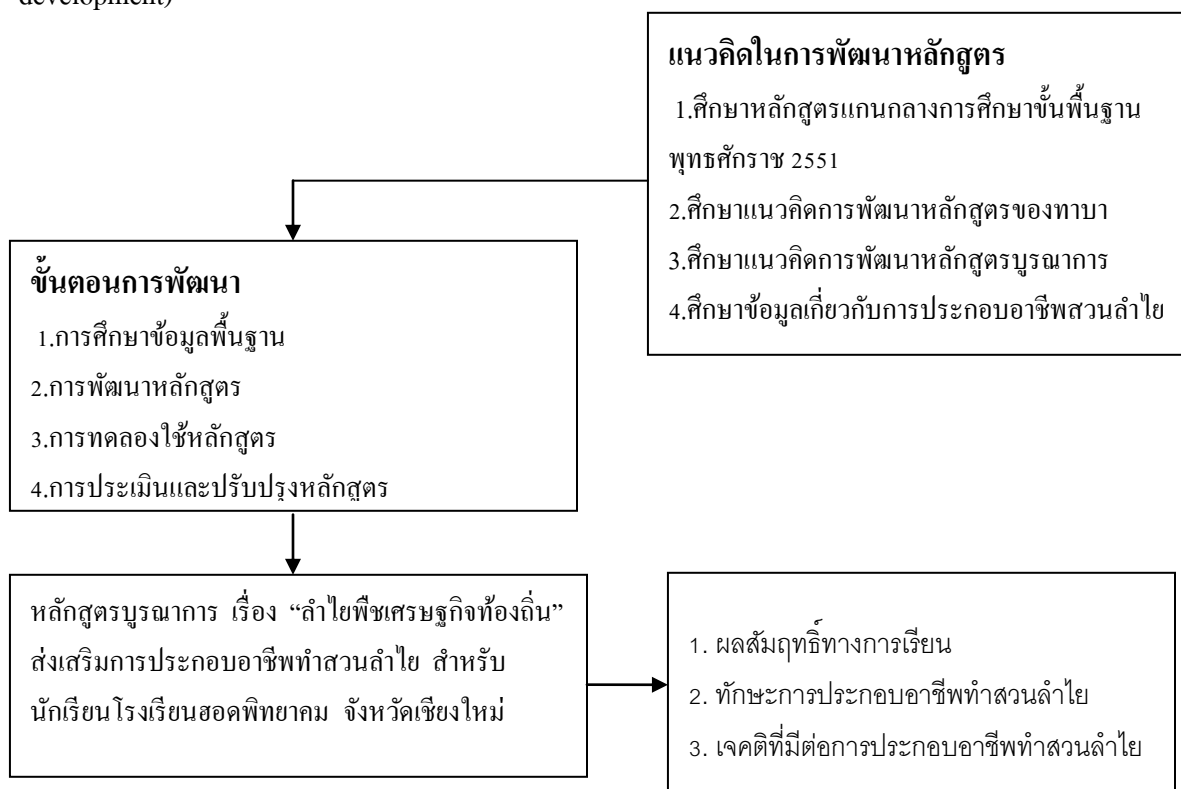 development)
แนวคิดในการพัฒนาหลักสูตร
1.ศึกษาหลักสูตรแกนกลางการศึกษาขั้นพื้นฐาน
พุทธศักราช 2551
2.ศึกษาแนวคิดการพัฒนาหลักสูตรของทาบา
3.ศึกษาแนวคิดการพัฒนาหลักสูตรบูรณาการ
4.ศึกษาข้อมูลเกี่ยวกับการประกอบอาชีพสวนลำไย
ขั้นตอนการพัฒนา
1.การศึกษาข้อมูลพื้นฐาน
2.การพัฒนาหลักสูตร
3.การทดลองใช้หลักสูตร
4.การประเมินและปรับปรุงหลักสูตร
หลักสูตรบูรณาการ เรื่อง “ลำไยพืชเศรษฐกิจท้องถิ่น”
ส่งเสริมการประกอบอาชีพทำสวนลำไย สำหรับ
นักเรียนโรงเรียนฮอดพิทยาคม จังหวัดเชียงใหม่
1. ผลสัมฤทธิ์ทางการเรียน
2. ทักษะการประกอบอาชีพทำสวนลำไย
3. เจคติที่มีต่อการประกอบอาชีพทำสวนลำไย